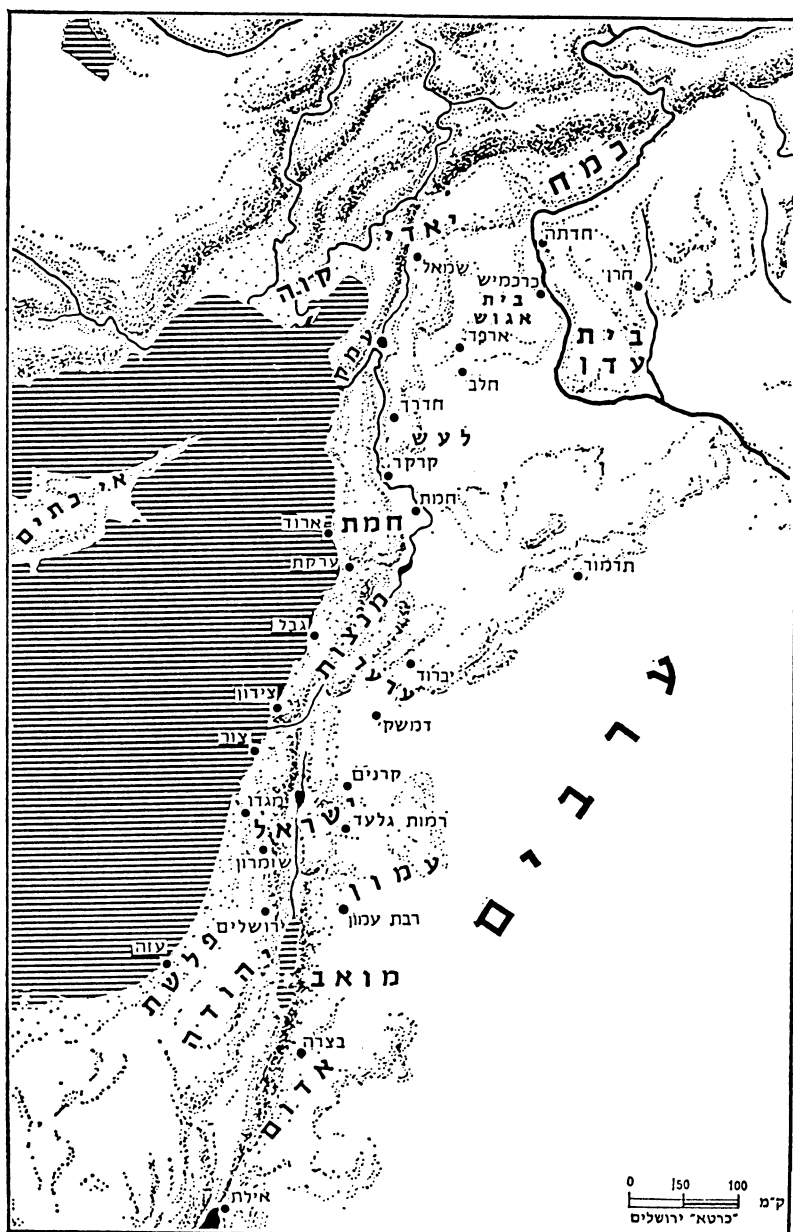 כמח
יאדי
חדתה
קוה
שמאל
חרן
כרכמיש
בית
אגוש
ארפד
בית
עדן
עמק
חלב
חדרך
לעש
קרקר
אי כתים
חמת
חמת
ארוד
ערקת
תדמור
מנצות
גבל
יברוד
צידון
דמשק
צור
ערבים
קרנים
מגדו
ישראל
רמות גלעד
שומרון
עמון
ירושלים
רבת עמון
פלשת
עזה
יהודה
מואב
בצרה
אדום
אילת
0 50 100
ק״מ
"כרטא" ירושלים